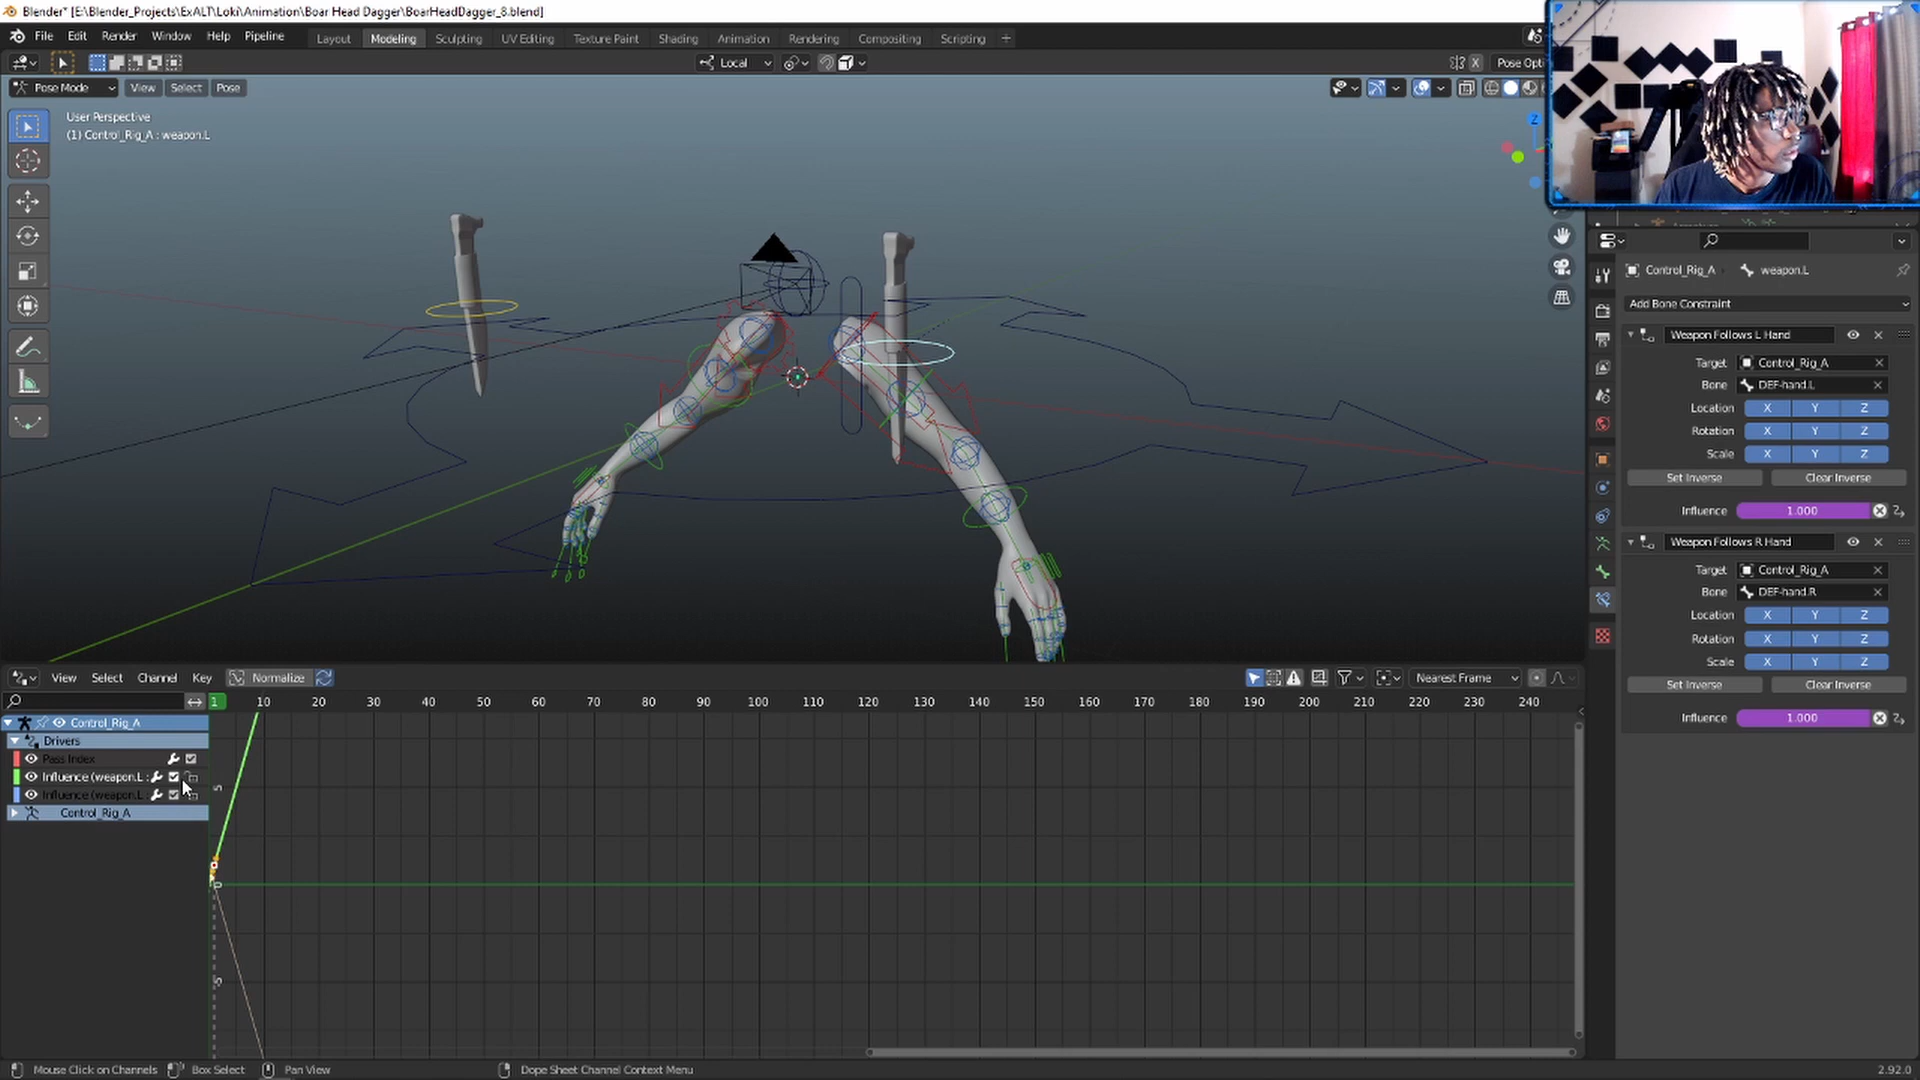 Blender* [E:\Blender_Projects\ExALT\Loki\Animation\Boar Head Dagger\BoarHeadDagger_8.blend]
File Edit Render Window Help Pipeline Layout Modeling Sculpting UV Editing Texture Paint Shading Animation Rendering Compositing Scripting +
Local X Pose Opti
Pose Mode View Select Pose
User Perspective
(1) Control_Rig_A : weapon.L
Z
Control_Rig_A weapon.L
Add Bone Constraint
Weapon Follows L Hand
Target Control_Rig_A
Bone DEF-hand.L
Location X Y Z
Rotation X Y Z
Scale X Y Z
Set Inverse Clear Inverse
Influence 1.000
Weapon Follows R Hand
Target Control_Rig_A
Bone DEF-hand.R
Location X Y Z
Rotation X Y Z
Scale X Y Z
Set Inverse Clear Inverse
Influence 1.000
View Select Channel Key Normalize Nearest Frame
1 10 20 30 40 50 60 70 80 90 100 110 120 130 140 150 160 170 180 190 200 210 220 230 240
Control_Rig_A
Drivers
Pass Index
Influence (weapon.L :
Influence (weapon.L
Control_Rig_A
5
0
-5
Mouse Click on Channels Box Select Pan View Dope Sheet Channel Context Menu 2.92.0